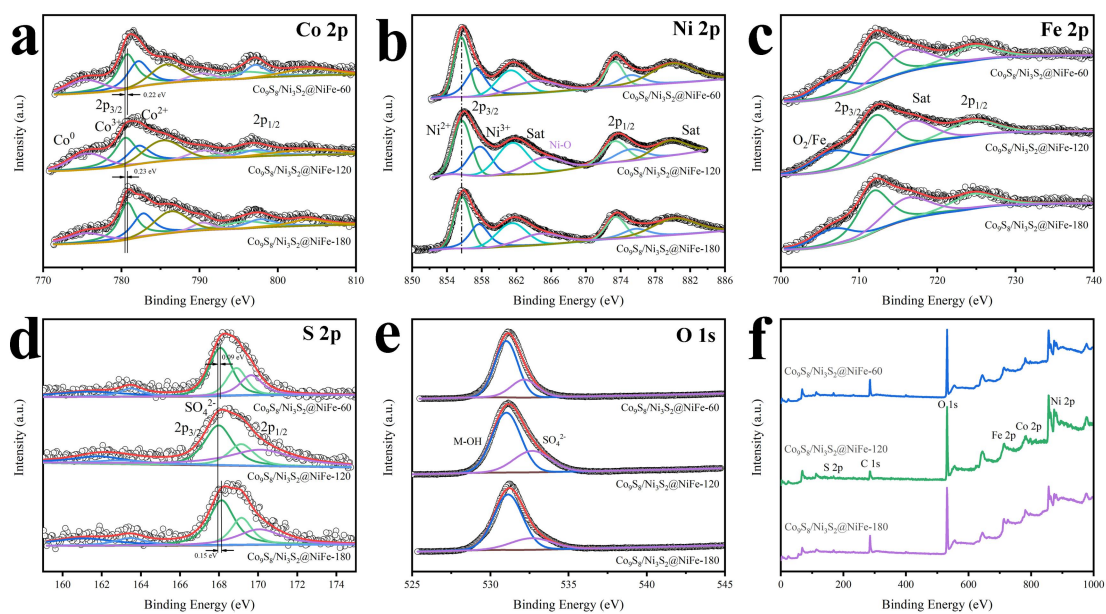 a
Co 2p
Co₉S₈/Ni₃S₂@NiFe-60
0.22 eV
2p₃/₂
Co²⁺
Co³⁺
Co⁰
2p₁/₂
Co₉S₈/Ni₃S₂@NiFe-120
0.23 eV
Co₉S₈/Ni₃S₂@NiFe-180
770 780 790 800 810
Binding Energy (eV)
Intensity (a.u.)
b
Ni 2p
Co₉S₈/Ni₃S₂@NiFe-60
2p₃/₂
Ni²⁺
Ni³⁺
Sat
2p₁/₂
Sat
Ni-O
Co₉S₈/Ni₃S₂@NiFe-120
Co₉S₈/Ni₃S₂@NiFe-180
850 852 854 856 858 860 862 864 866 868 870 872 874 876 878 880 882 884 886
Binding Energy (eV)
Intensity (a.u.)
c
Fe 2p
Co₉S₈/Ni₃S₂@NiFe-60
2p₃/₂
Sat
2p₁/₂
O₂/Fe
Co₉S₈/Ni₃S₂@NiFe-120
Co₉S₈/Ni₃S₂@NiFe-180
700 710 720 730 740
Binding Energy (eV)
Intensity (a.u.)
d
S 2p
0.09 eV
Co₉S₈/Ni₃S₂@NiFe-60
SO₄²⁻
2p₃/₂
2p₁/₂
Co₉S₈/Ni₃S₂@NiFe-120
0.15 eV
Co₉S₈/Ni₃S₂@NiFe-180
160 162 164 166 168 170 172 174
Binding Energy (eV)
Intensity (a.u.)
e
O 1s
Co₉S₈/Ni₃S₂@NiFe-60
M-OH
SO₄²⁻
Co₉S₈/Ni₃S₂@NiFe-120
Co₉S₈/Ni₃S₂@NiFe-180
525 530 535 540 545
Binding Energy (eV)
Intensity (a.u.)
f
Co₉S₈/Ni₃S₂@NiFe-60
O 1s
Ni 2p
Co 2p
Fe 2p
Co₉S₈/Ni₃S₂@NiFe-120
S 2p
C 1s
Co₉S₈/Ni₃S₂@NiFe-180
0 200 400 600 800 1000
Binding Energy (eV)
Intensity (a.u.)